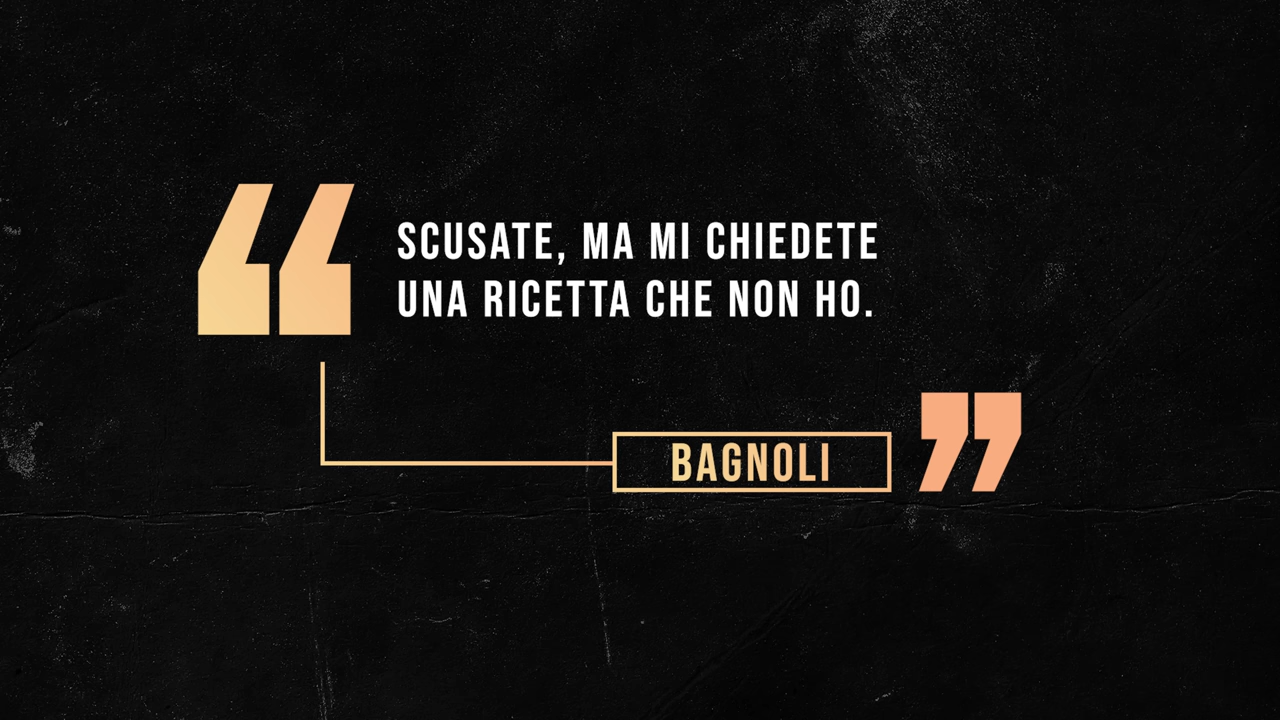 SCUSATE, MA MI CHIEDETE
UNA RICETTA CHE NON HO.
BAGNOLI